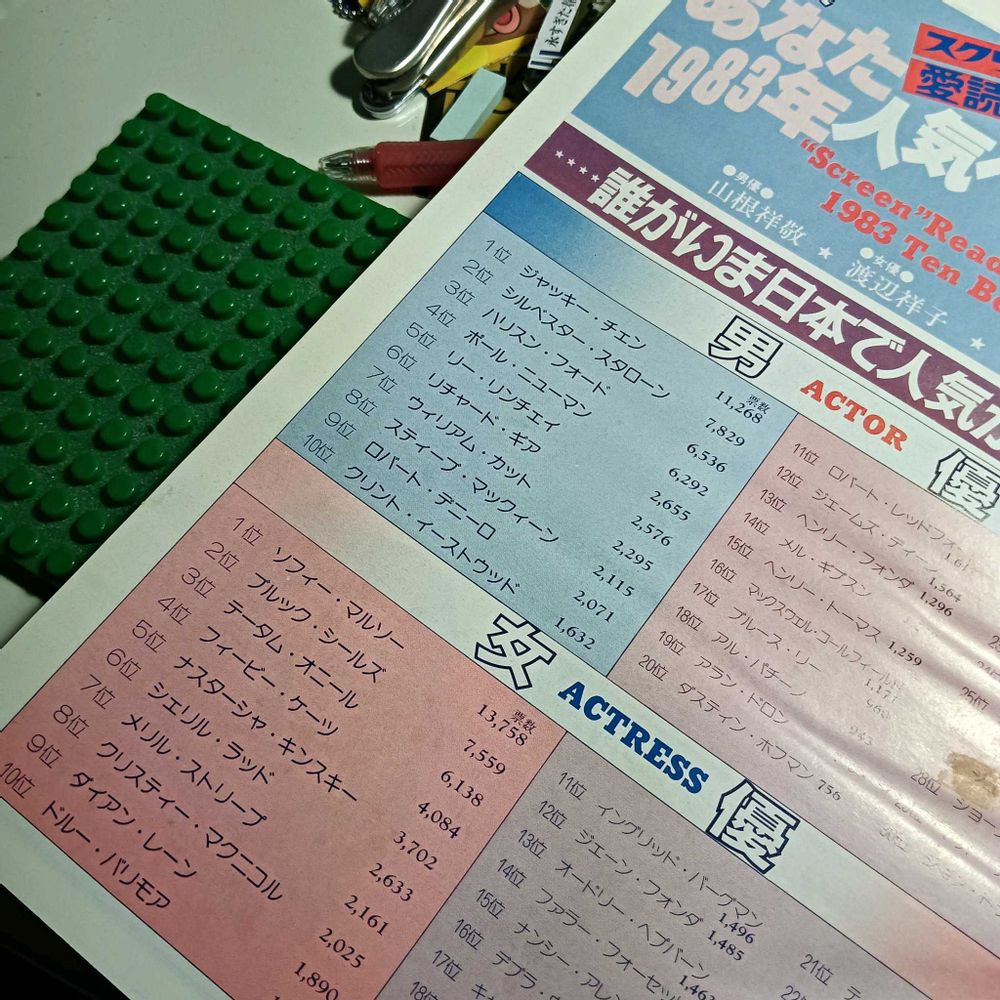 あなた
1983年人気
スク
愛読
"Screen" Read
1983 Ten B
●男優●
山根祥敬
★
●女優●
渡辺祥子
★
★★★★
誰がいま日本で人気が
男優
ACTOR
票数
1位 ジャッキー・チェン 11,268
2位 シルベスター・スタローン 7,829
3位 ハリスン・フォード 6,536
4位 ポール・ニューマン 6,292
5位 リー・リンチェイ 2,655
6位 リチャード・ギア 2,576
7位 ウィリアム・カット 2,295
8位 スティーブ・マックィーン 2,115
9位 ロバート・デニーロ 2,071
10位 クリント・イーストウッド 1,632
11位 ロバート・レッドフォ
12位 ジェームズ・ディーン 1,364
13位 ヘンリー・フォンダ 1,296
14位 メル・ギブスン
15位 ヘンリー・トーマス 1,259
16位 マックスウェル・コールフィールド
17位 ブルース・リー
18位 アル・パチーノ
19位 アラン・ドロン
20位 ダスティン・ホフマン 756
25位
28位 ジョー
女優
ACTRESS
票数
1位 ソフィー・マルソー 13,758
2位 ブルック・シールズ 7,559
3位 テータム・オニール 6,138
4位 フィービー・ケーツ 4,084
5位 ナスターシャ・キンスキー 3,702
6位 シェリル・ラッド 2,633
7位 メリル・ストリープ 2,161
8位 クリスティー・マクニコル 2,025
9位 ダイアン・レーン 1,890
10位 ドルー・バリモア
11位 イングリッド・バーグマン 1,496
12位 ジェーン・フォンダ 1,485
13位 オードリー・ヘプバーン 1,463
14位 ファラー・フォーセット
15位 ナンシー・アレン
16位 デブラ・
17位 キャ
18位
21位 テ
22位